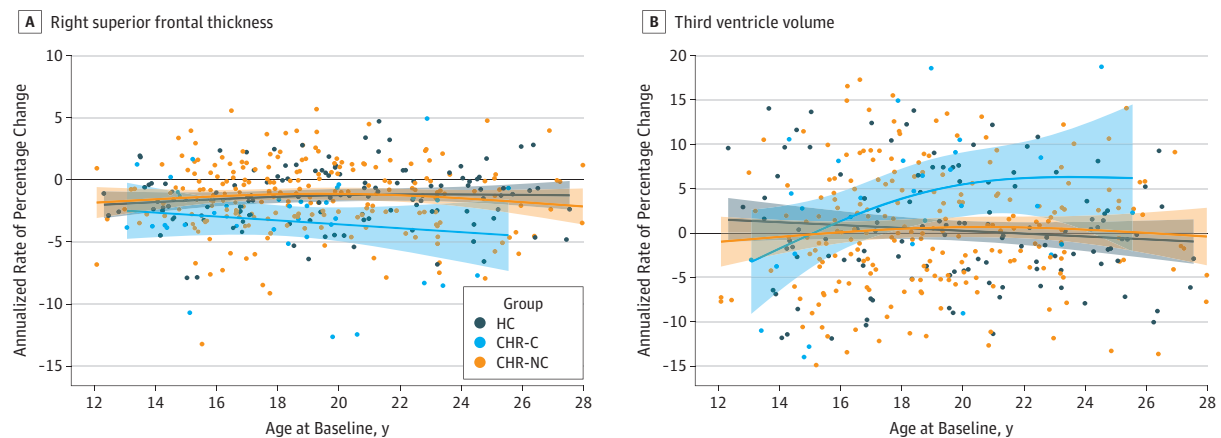 A Right superior frontal thickness
10
5
0
-5
-10
-15
Annualized Rate of Percentage Change
12 14 16 18 20 22 24 26 28
Age at Baseline, y
Group
HC
CHR-C
CHR-NC
B Third ventricle volume
20
15
10
5
0
-5
-10
-15
Annualized Rate of Percentage Change
12 14 16 18 20 22 24 26 28
Age at Baseline, y